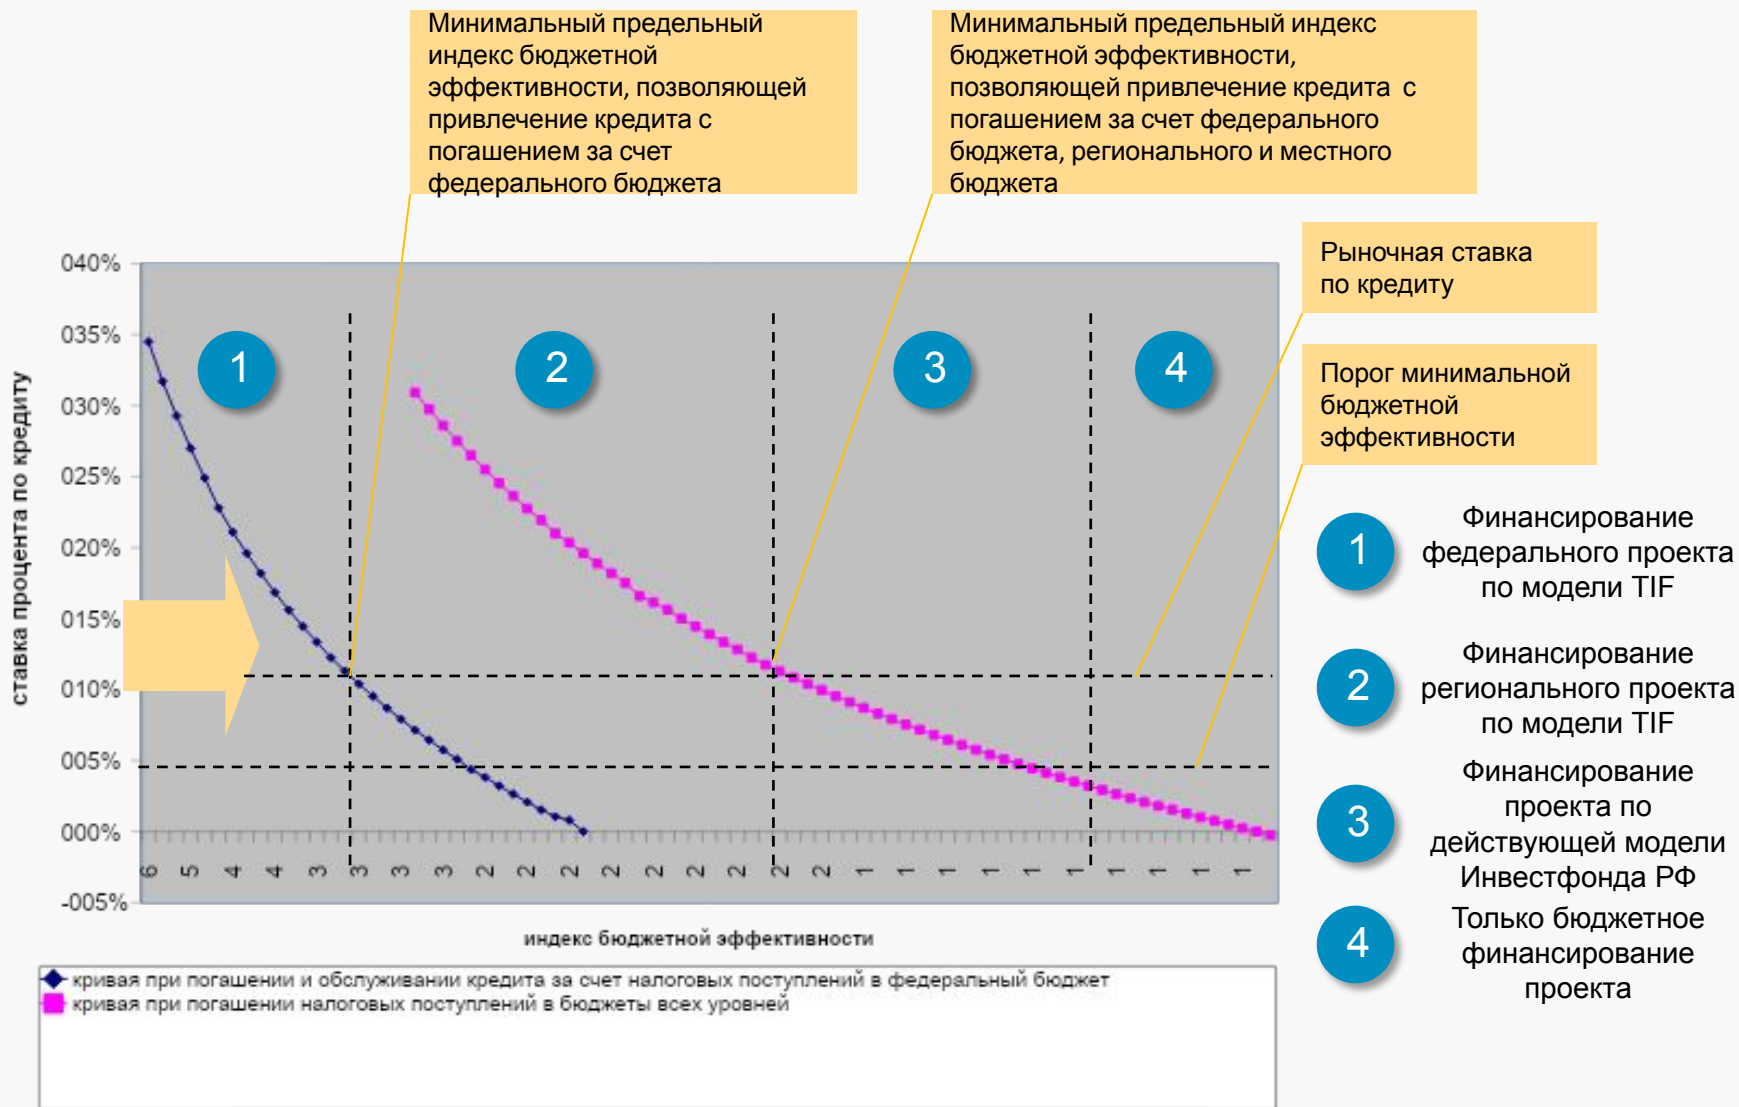 Минимальный предельный
индекс бюджетной
эффективности, позволяющей
привлечение кредита с
погашением за счет
федерального бюджета
Минимальный предельный индекс
бюджетной эффективности,
позволяющей привлечение кредита с
погашением за счет федерального
бюджета, регионального и местного
бюджета
Рыночная ставка
по кредиту
Порог минимальной
бюджетной
эффективности
040%
035%
030%
025%
020%
015%
010%
005%
000%
-005%
ставка процента по кредиту
1
2
3
4
6 5 4 4 3 3 3 3 2 2 2 2 2 2 2 2 2 1 1 1 1 1 1 1 1 1 1
индекс бюджетной эффективности
кривая при погашении и обслуживании кредита за счет налоговых поступлений в федеральный бюджет
кривая при погашении налоговых поступлений в бюджеты всех уровней
1
Финансирование
федерального проекта
по модели TIF
2
Финансирование
регионального проекта
по модели TIF
3
Финансирование
проекта по
действующей модели
Инвестфонда РФ
4
Только бюджетное
финансирование
проекта